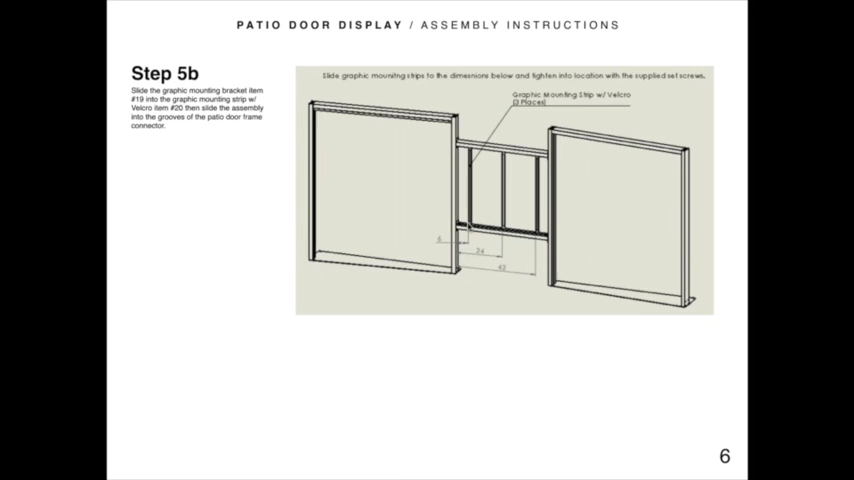 PATIO DOOR DISPLAY / ASSEMBLY INSTRUCTIONS
Step 5b
Slide the graphic mounting bracket item
#19 into the graphic mounting strip w/
Velcro item #20 then slide the assembly
into the grooves of the patio door frame
connector.
Slide graphic mounitng strips to the dimesnions below and tighten into location with the supplied set screws.
Graphic Mounting Strip w/ Velcro
(3 Places)
6
24
42
6